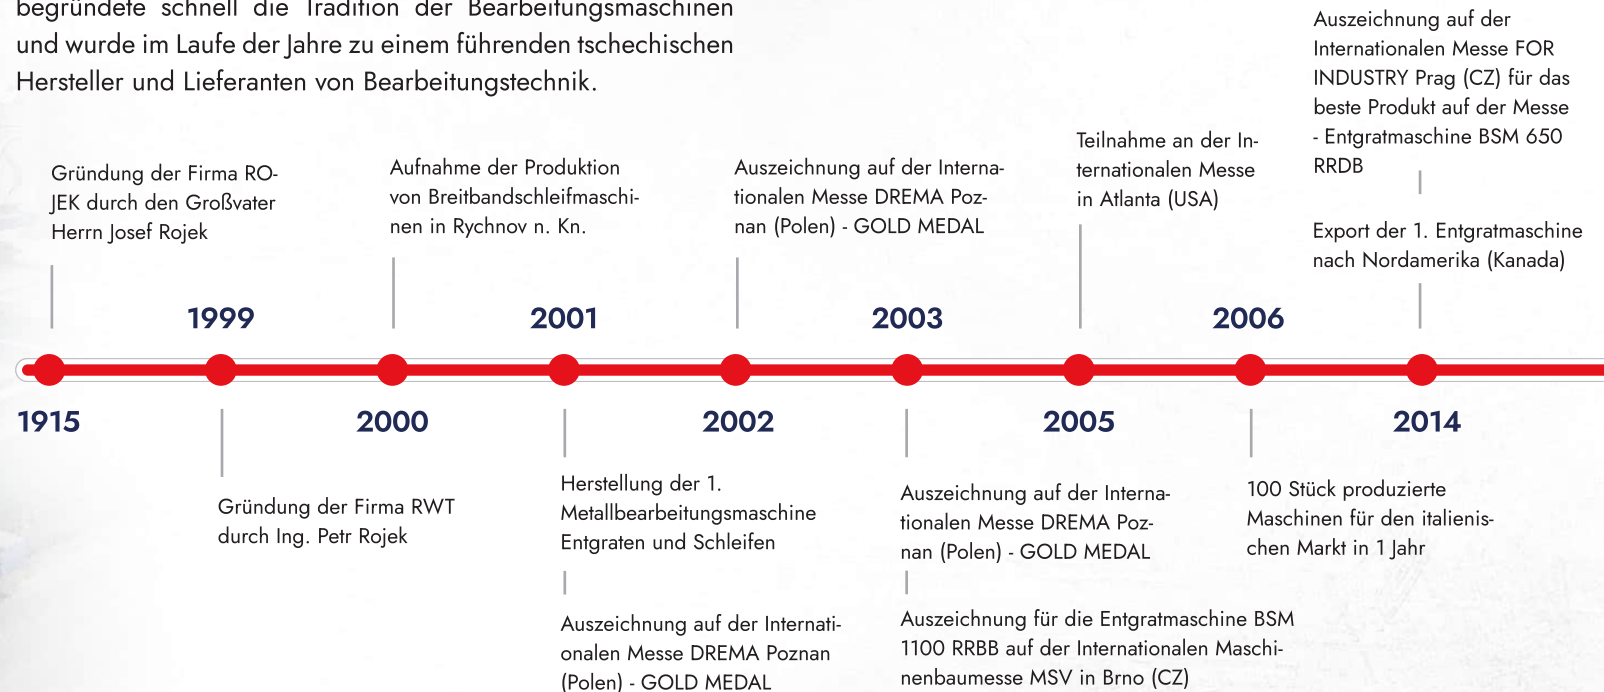 begründete schnell die Tradition der Bearbeitungsmaschinen
und wurde im Laufe der Jahre zu einem führenden tschechischen
Hersteller und Lieferanten von Bearbeitungstechnik.
Gründung der Firma RO-
JEK durch den Großvater
Herrn Josef Rojek
1915
1999
Gründung der Firma RWT
durch Ing. Petr Rojek
Aufnahme der Produktion
von Breitbandschleifmaschi-
nen in Rychnov n. Kn.
2000
2001
Herstellung der 1.
Metallbearbeitungsmaschine
Entgraten und Schleifen
Auszeichnung auf der Internati-
onalen Messe DREMA Poznan
(Polen) - GOLD MEDAL
Auszeichnung auf der Interna-
tionalen Messe DREMA Poz-
nan (Polen) - GOLD MEDAL
2002
2003
Auszeichnung auf der Interna-
tionalen Messe DREMA Poz-
nan (Polen) - GOLD MEDAL
Auszeichnung für die Entgratmaschine BSM
1100 RRBB auf der Internationalen Maschi-
nenbaumesse MSV in Brno (CZ)
Teilnahme an der In-
ternationalen Messe
in Atlanta (USA)
2005
2006
100 Stück produzierte
Maschinen für den italienis-
chen Markt in 1 Jahr
Auszeichnung auf der
Internationalen Messe FOR
INDUSTRY Prag (CZ) für das
beste Produkt auf der Messe
- Entgratmaschine BSM 650
RRDB
Export der 1. Entgratmaschine
nach Nordamerika (Kanada)
2014